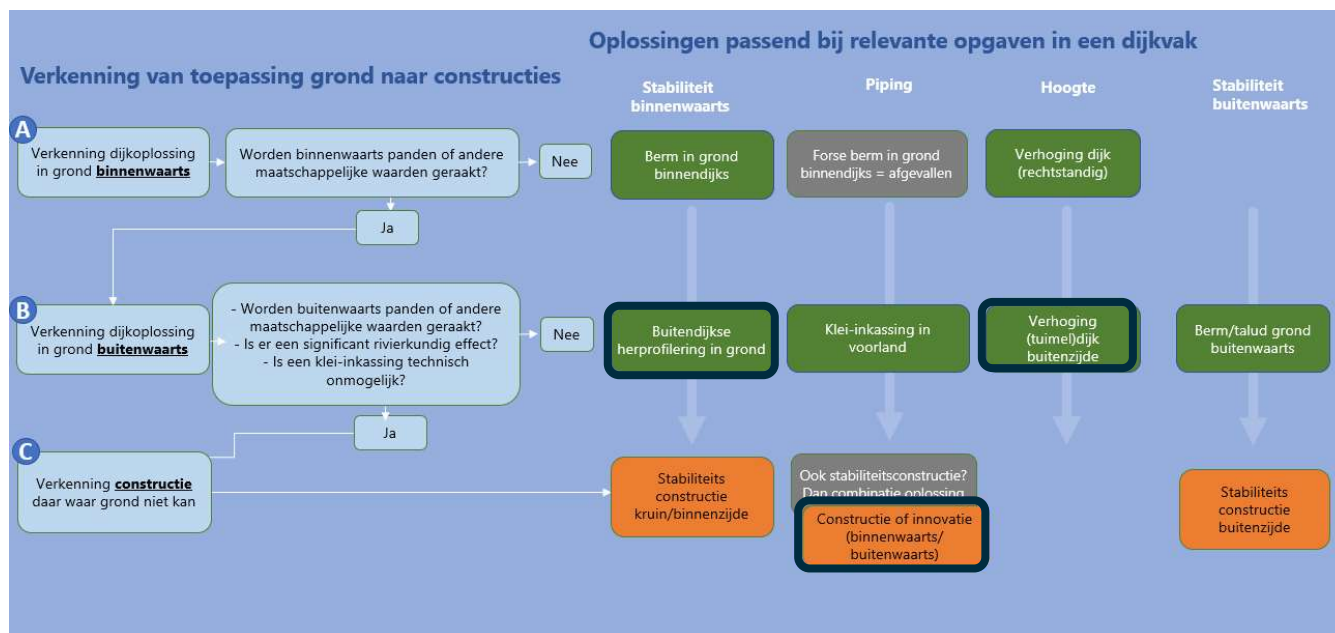 Oplossingen passend bij relevante opgaven in een dijkvak
Verkenning van toepassing grond naar constructies
Stabiliteit
binnenwaarts
Piping
Hoogte
Stabiliteit
buitenwaarts
A
Verkenning dijkoplossing
in grond binnenwaarts
Worden binnenwaarts panden of andere
maatschappelijke waarden geraakt?
Nee
Berm in grond
binnendijks
Forse berm in grond
binnendijks = afgevallen
Verhoging dijk
(rechtstandig)
Ja
B
Verkenning dijkoplossing
in grond buitenwaarts
- Worden buitenwaarts panden of andere
maatschappelijke waarden geraakt?
- Is er een significant rivierkundig effect?
- Is een klei-inkassing technisch
onmogelijk?
Nee
Buitendijkse
herprofilering in grond
Klei-inkassing in
voorland
Verhoging
(tuimel)dijk
buitenzijde
Berm/talud grond
buitenwaarts
Ja
C
Verkenning constructie
daar waar grond niet kan
Stabiliteits
constructie
kruin/binnenzijde
Ook stabiliteitsconstructie?
Dan combinatie oplossing
Constructie of innovatie
(binnenwaarts/
buitenwaarts)
Stabiliteits
constructie
buitenzijde